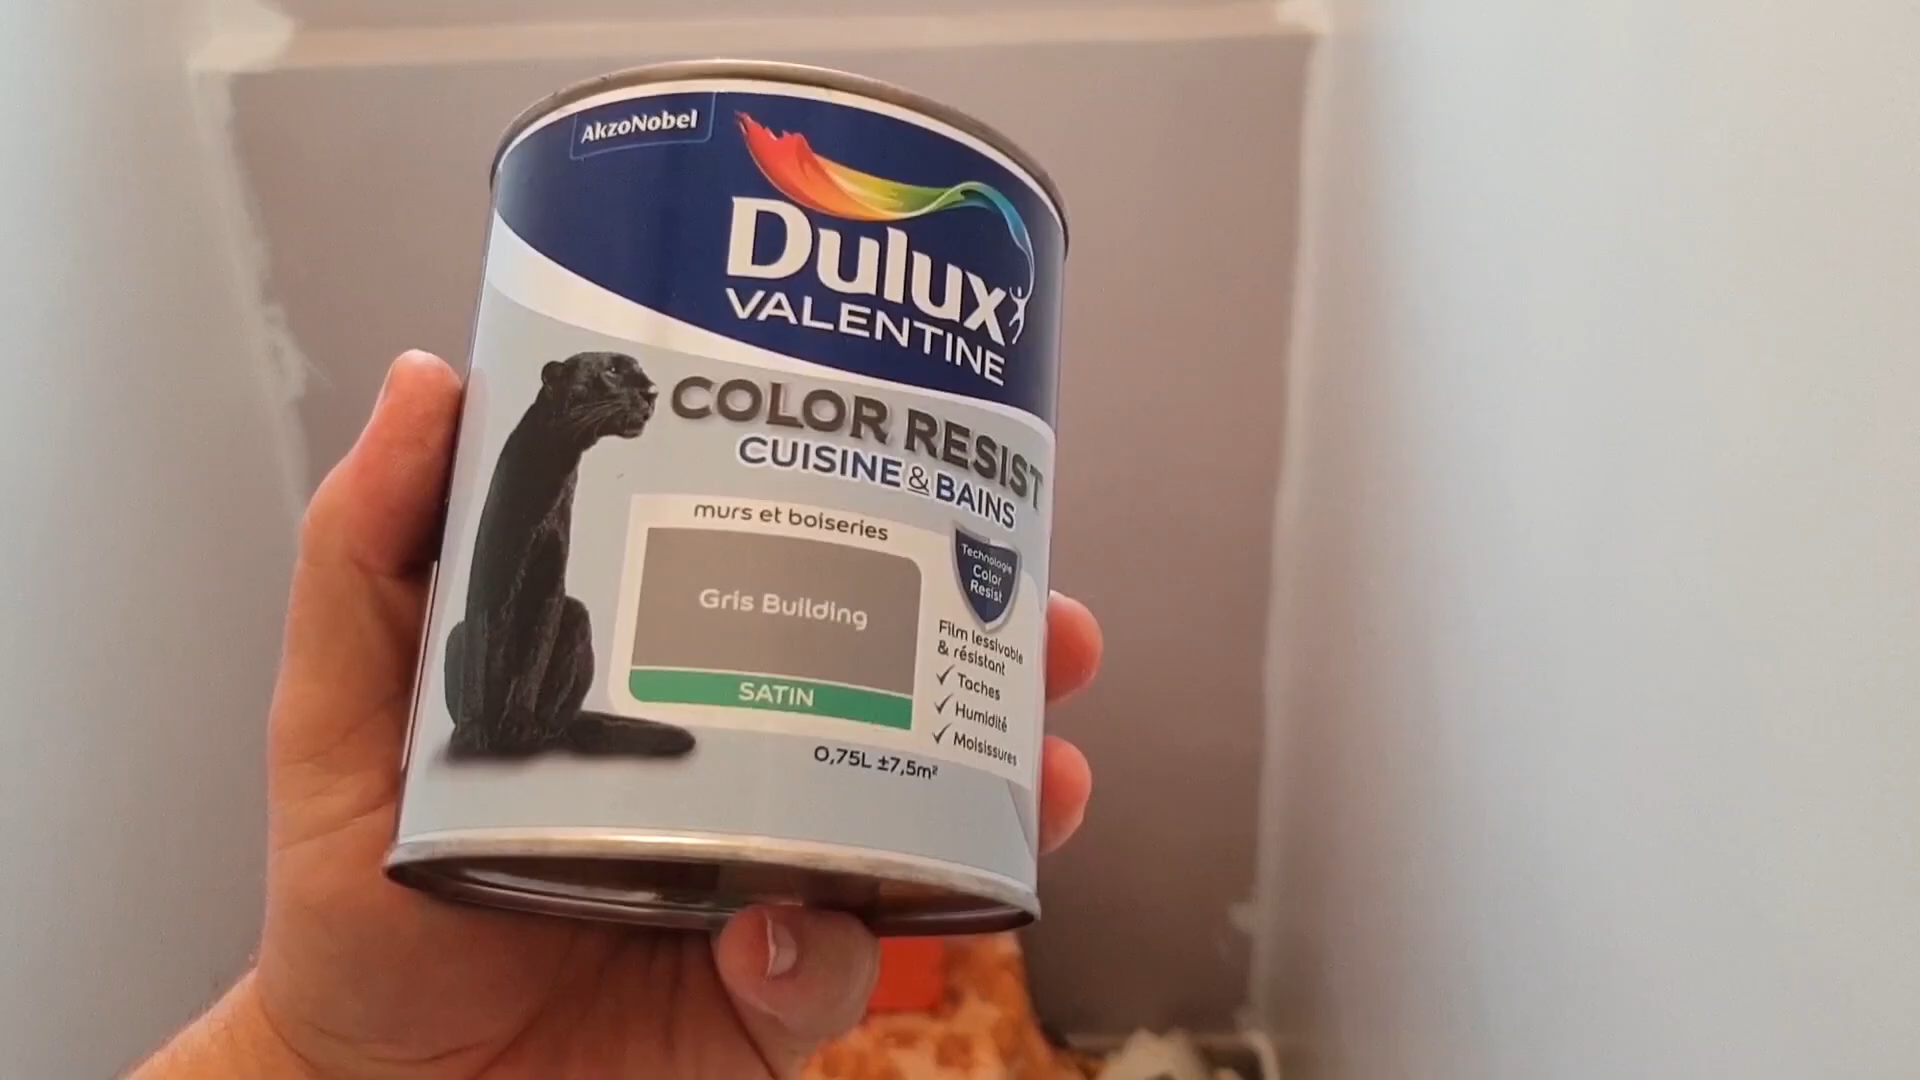 AkzoNobel
Dulux
VALENTINE
COLOR RESIST
CUISINE & BAINS
murs et boiseries
Gris Building
SATIN
Technologie
Color
Resist
Film lessivable
& résistant
✓ Taches
✓ Humidité
✓ Moisissures
0,75L ±7,5m²